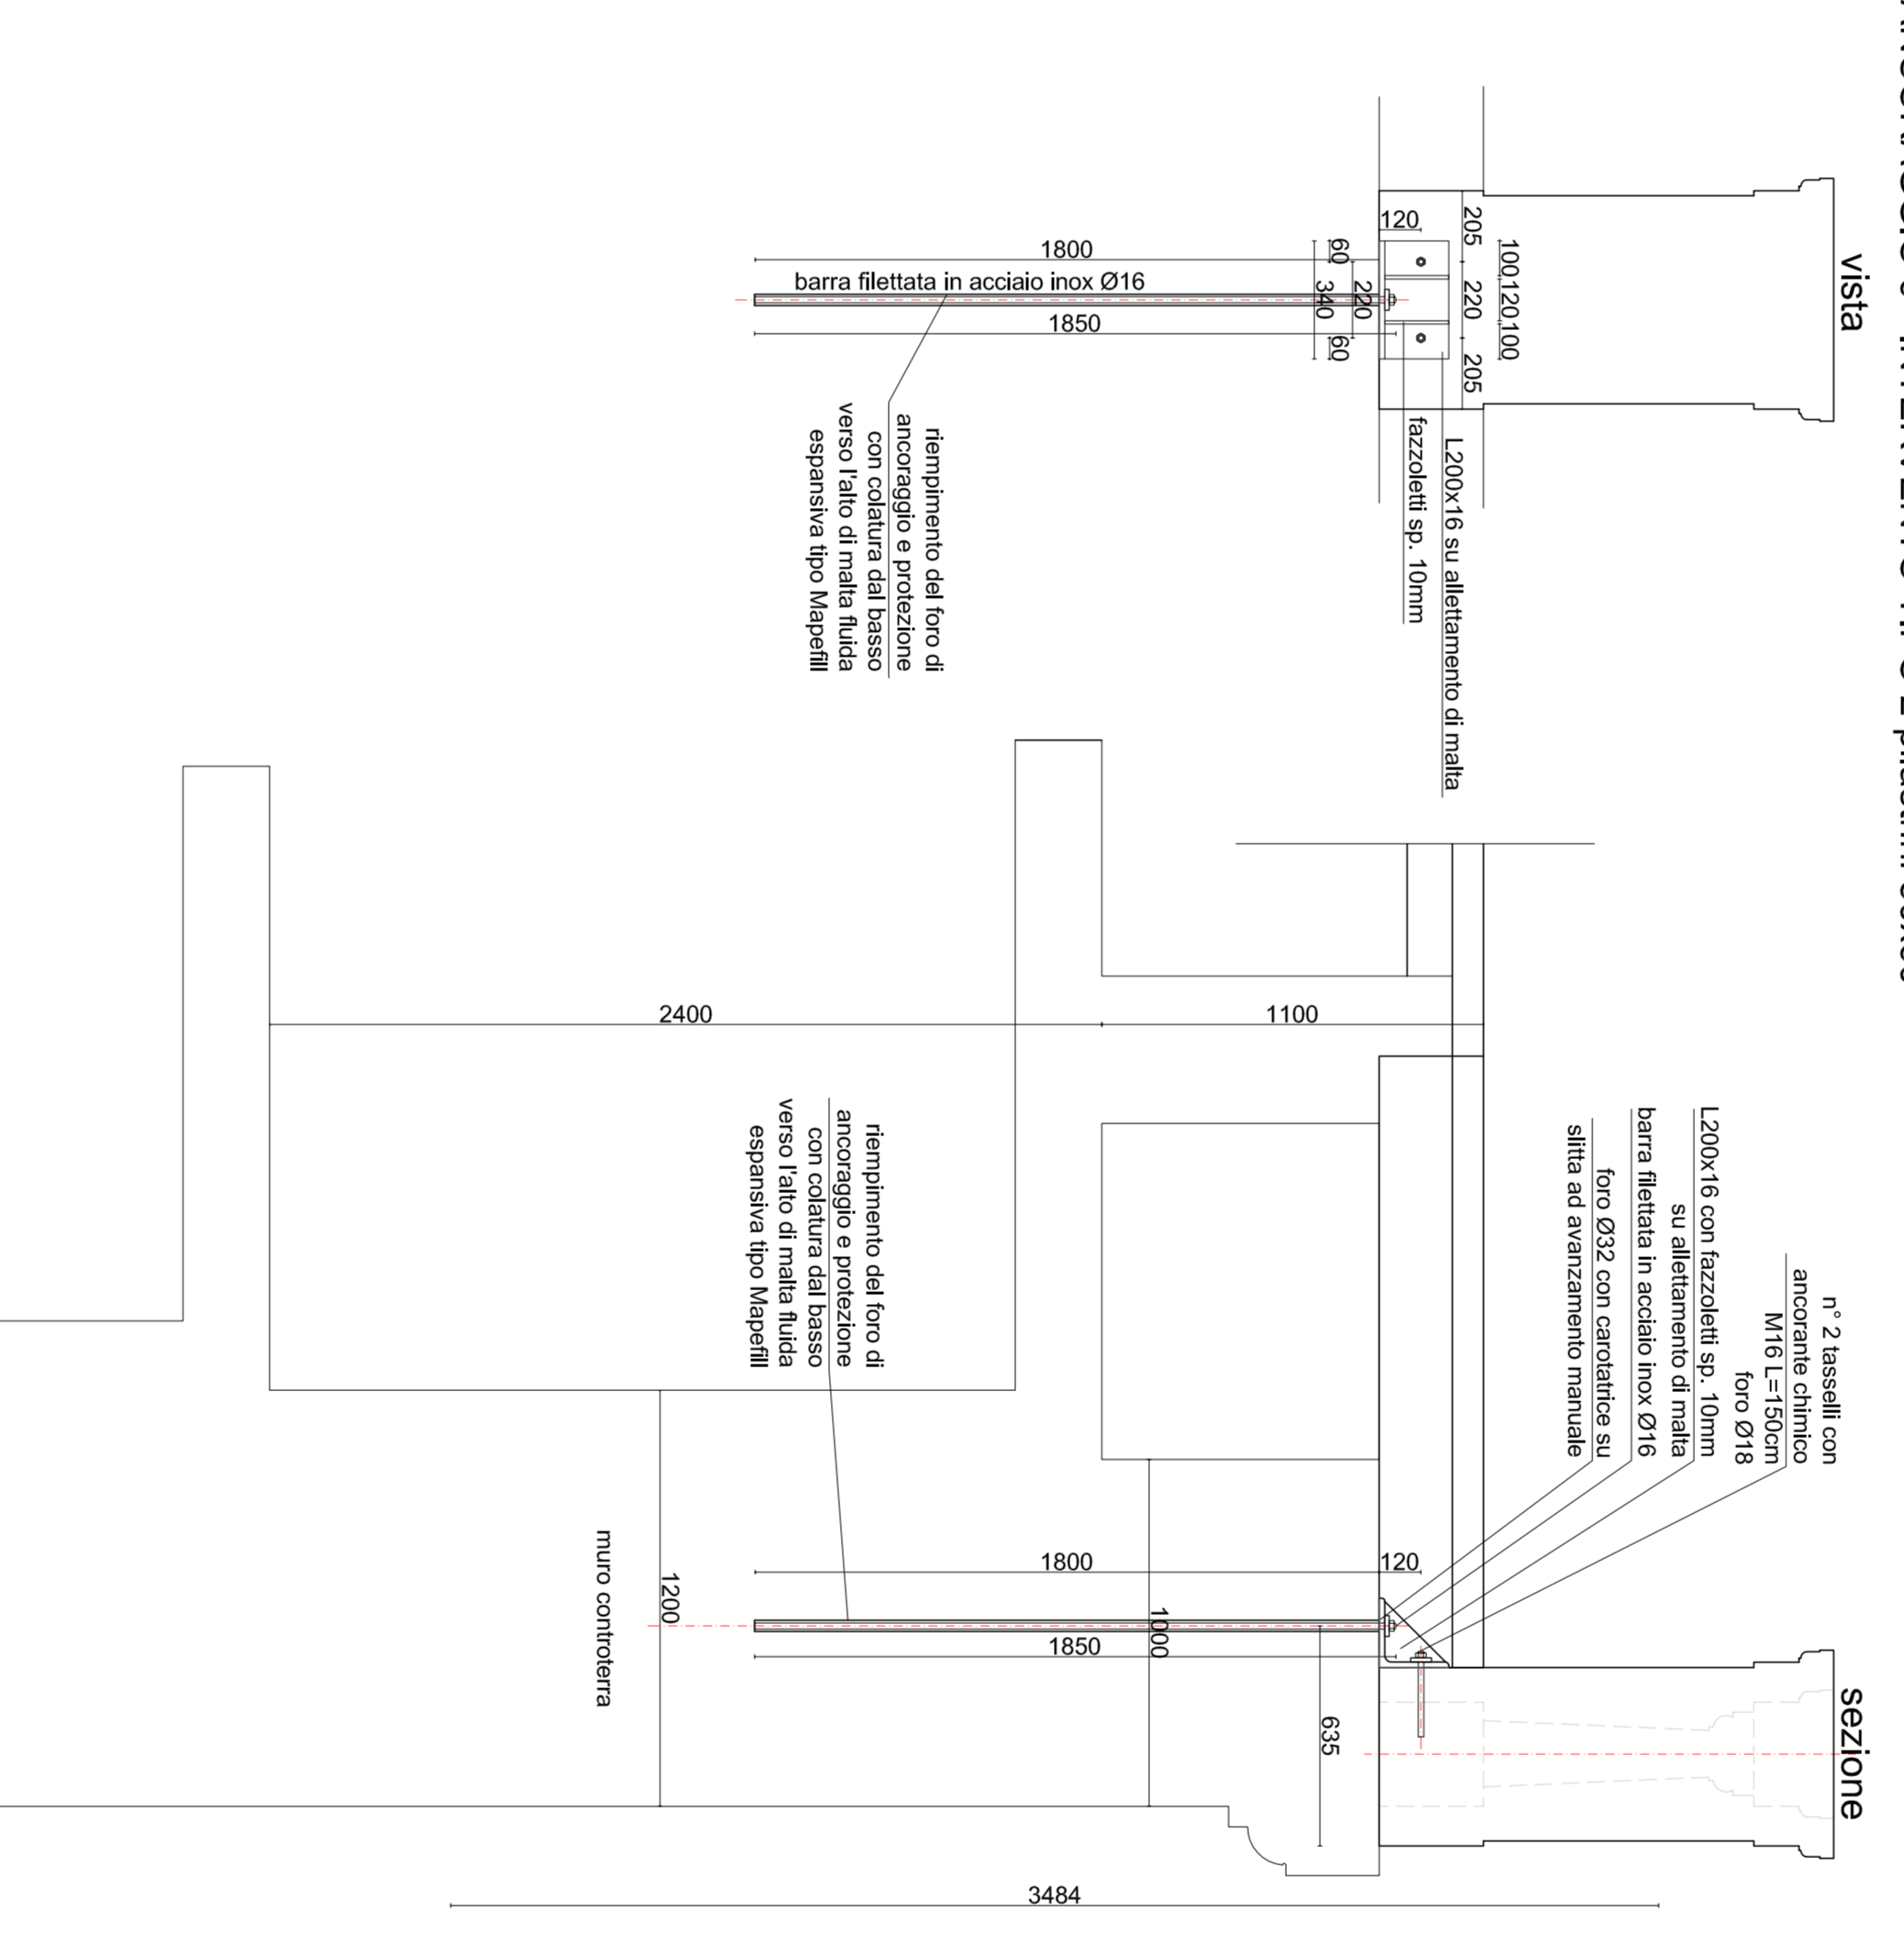 vista
205
220
205
100
120
100
120
60
220
340
60
1800
barra filettata in acciaio inox Ø16
1850
L200x16 su allettamento di malta
fazzoletti sp. 10mm
riempimento del foro di
ancoraggio e protezione
con colatura dal basso
verso l'alto di malta fluida
espansiva tipo Mapefill
sezione
n° 2 tasselli con
ancorante chimico
M16 L=150cm
foro Ø18
L200x16 con fazzoletti sp. 10mm
su allettamento di malta
barra filettata in acciaio inox Ø16
foro Ø32 con carotatrice su
slitta ad avanzamento manuale
1100
2400
riempimento del foro di
ancoraggio e protezione
con colatura dal basso
verso l'alto di malta fluida
espansiva tipo Mapefill
120
1800
1850
1000
1200
635
muro controterra
3484